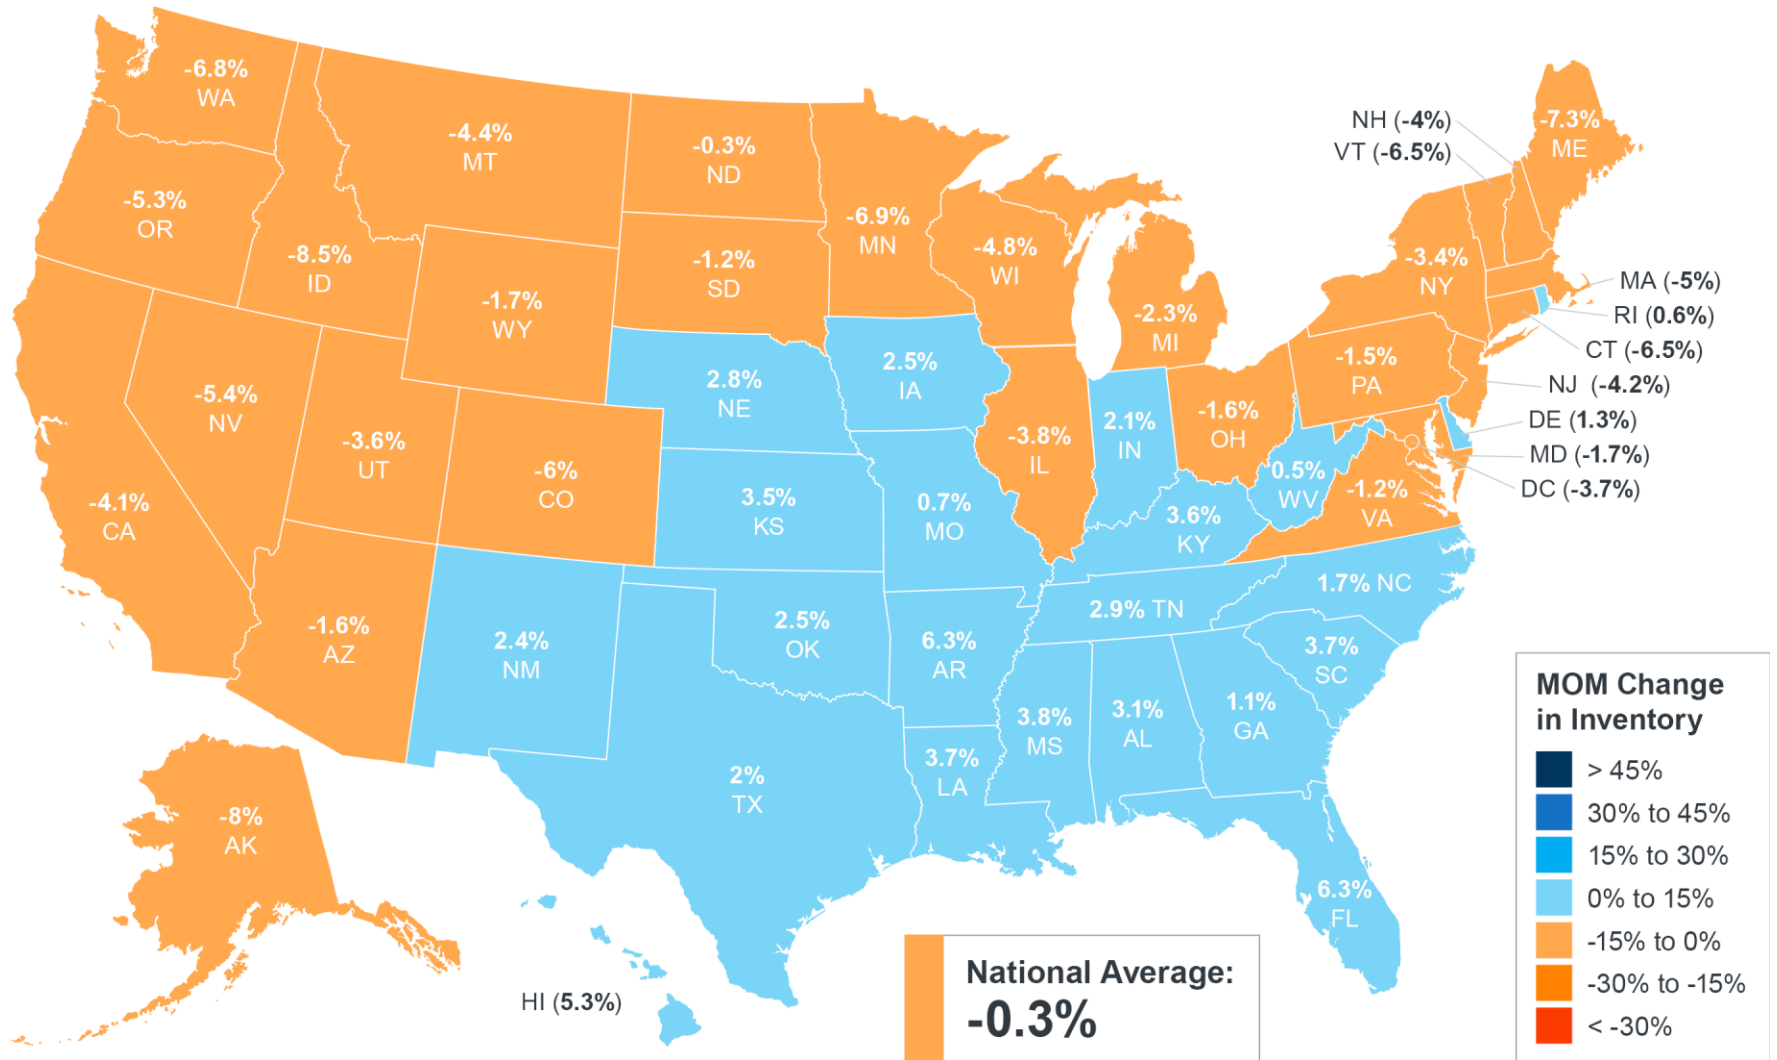 -6.8%
WA
-5.3%
OR
-8.5%
ID
-4.4%
MT
-0.3%
ND
-1.2%
SD
-1.7%
WY
-6.9%
MN
-4.8%
WI
-2.3%
MI
-7.3%
ME
NH (-4%)
VT (-6.5%)
-3.4%
NY
MA (-5%)
RI (0.6%)
CT (-6.5%)
NJ (-4.2%)
DE (1.3%)
MD (-1.7%)
DC (-3.7%)
-1.5%
PA
-5.4%
NV
-3.6%
UT
-6%
CO
-4.1%
CA
2.8%
NE
2.5%
IA
-3.8%
IL
2.1%
IN
-1.6%
OH
0.5%
WV
-1.2%
VA
3.5%
KS
0.7%
MO
3.6%
KY
2.9% TN
1.7% NC
-1.6%
AZ
2.4%
NM
2.5%
OK
6.3%
AR
3.7%
SC
3.8%
MS
3.1%
AL
1.1%
GA
2%
TX
3.7%
LA
6.3%
FL
-8%
AK
HI (5.3%)
National Average:
-0.3%
MOM Change
in Inventory
> 45%
30% to 45%
15% to 30%
0% to 15%
-15% to 0%
-30% to -15%
< -30%